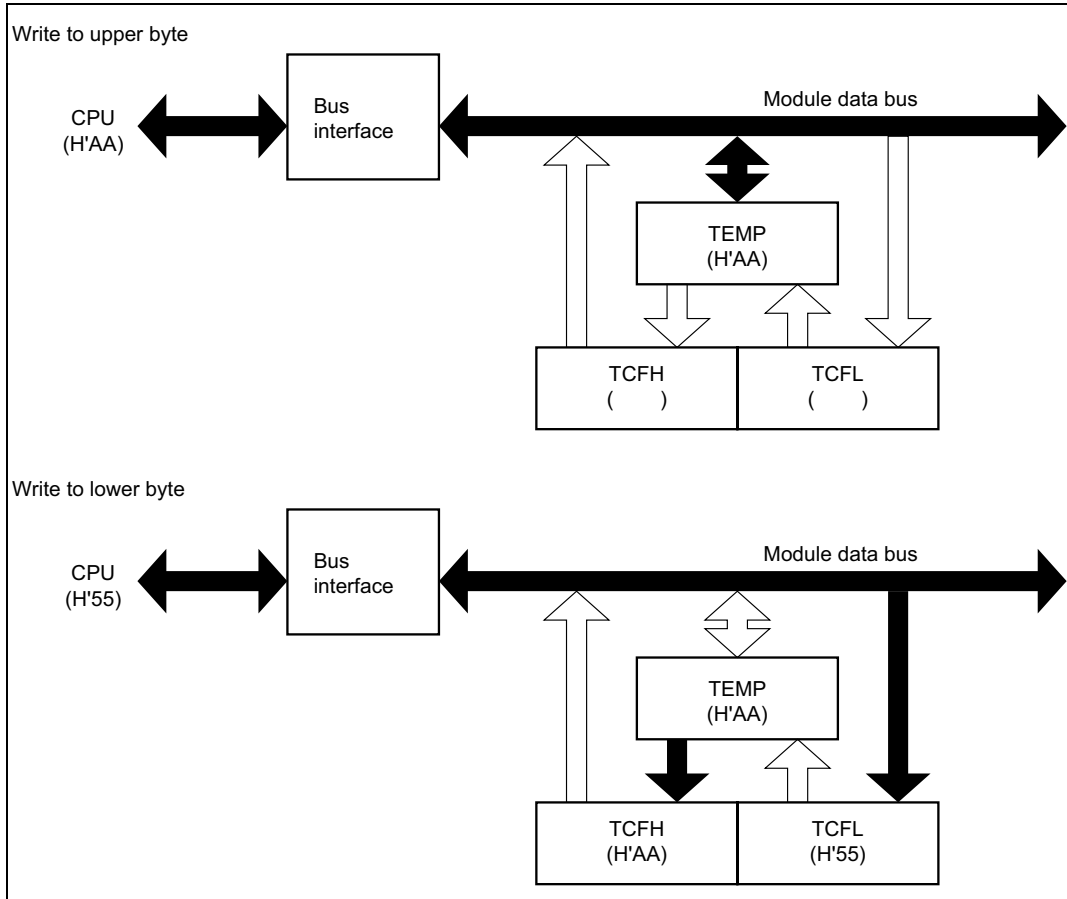 Write to upper byte
CPU
(H'AA)
Bus
interface
Module data bus
TEMP
(H'AA)
TCFH
( )
TCFL
( )
Write to lower byte
CPU
(H'55)
Bus
interface
Module data bus
TEMP
(H'AA)
TCFH
(H'AA)
TCFL
(H'55)